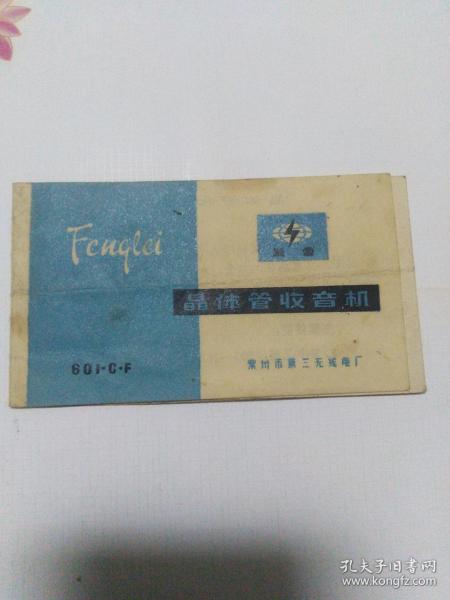 Fenglei
風雷
晶体管收音机
601-C·F
常州市第三无线电厂
孔夫子旧书网
www.kongfz.com